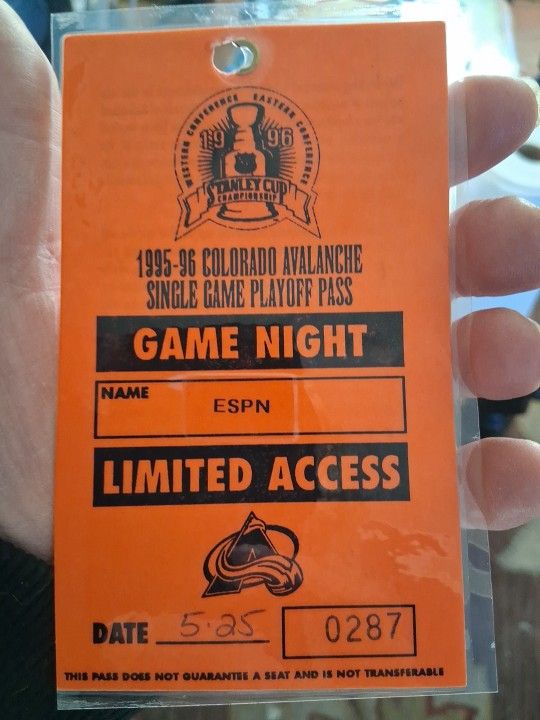 WESTERN CONFERENCE EASTERN CONFERENCE
19 96
STANLEY CUP
CHAMPIONSHIP
1995-96 COLORADO AVALANCHE
SINGLE GAME PLAYOFF PASS
GAME NIGHT
NAME
ESPN
LIMITED ACCESS
A
DATE 5.25 0287
THIS PASS DOES NOT GUARANTEE A SEAT AND IS NOT TRANSFERABLE